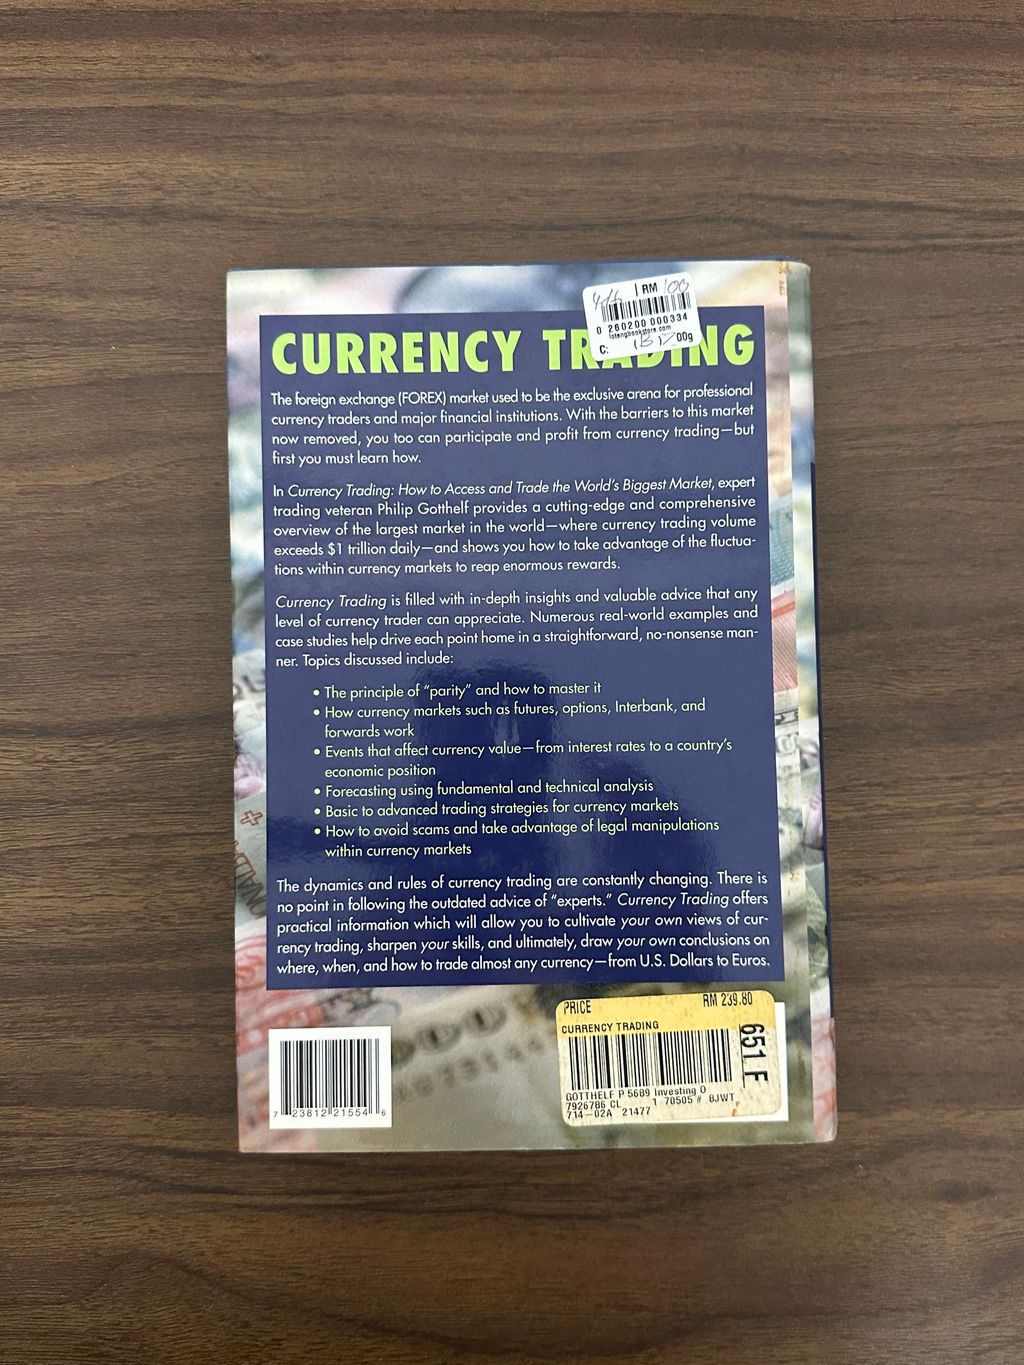 4/6 | RM 100
0 260200 000334
fotengbookstore.com
C: 00g
CURRENCY TRADING
The foreign exchange (FOREX) market used to be the exclusive arena for professional
currency traders and major financial institutions. With the barriers to this market
now removed, you too can participate and profit from currency trading—but
first you must learn how.
In Currency Trading: How to Access and Trade the World's Biggest Market, expert
trading veteran Philip Gotthelf provides a cutting-edge and comprehensive
overview of the largest market in the world—where currency trading volume
exceeds $1 trillion daily—and shows you how to take advantage of the fluctua-
tions within currency markets to reap enormous rewards.
Currency Trading is filled with in-depth insights and valuable advice that any
level of currency trader can appreciate. Numerous real-world examples and
case studies help drive each point home in a straightforward, no-nonsense man-
ner. Topics discussed include:
• The principle of "parity" and how to master it
• How currency markets such as futures, options, Interbank, and
forwards work
• Events that affect currency value—from interest rates to a country's
economic position
• Forecasting using fundamental and technical analysis
• Basic to advanced trading strategies for currency markets
• How to avoid scams and take advantage of legal manipulations
within currency markets
The dynamics and rules of currency trading are constantly changing. There is
no point in following the outdated advice of "experts." Currency Trading offers
practical information which will allow you to cultivate your own views of cur-
rency trading, sharpen your skills, and ultimately, draw your own conclusions on
where, when, and how to trade almost any currency—from U.S. Dollars to Euros.
PRICE RM 239.80
CURRENCY TRADING
651 F
GOTTHELF P 5689 Investing O
7926786 CL 1 70505 # 8JWT
714-02A 21477
7 23812 21554 6